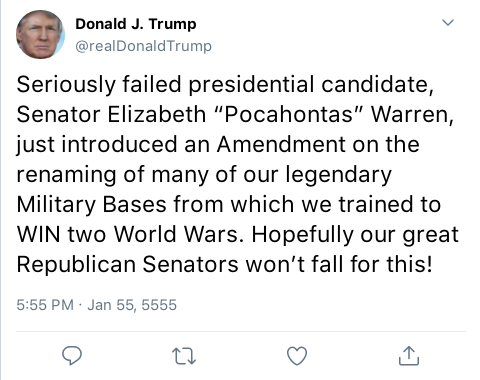 Donald J. Trump
@realDonaldTrump
Seriously failed presidential candidate,
Senator Elizabeth “Pocahontas” Warren,
just introduced an Amendment on the
renaming of many of our legendary
Military Bases from which we trained to
WIN two World Wars. Hopefully our great
Republican Senators won’t fall for this!
5:55 PM · Jan 55, 5555